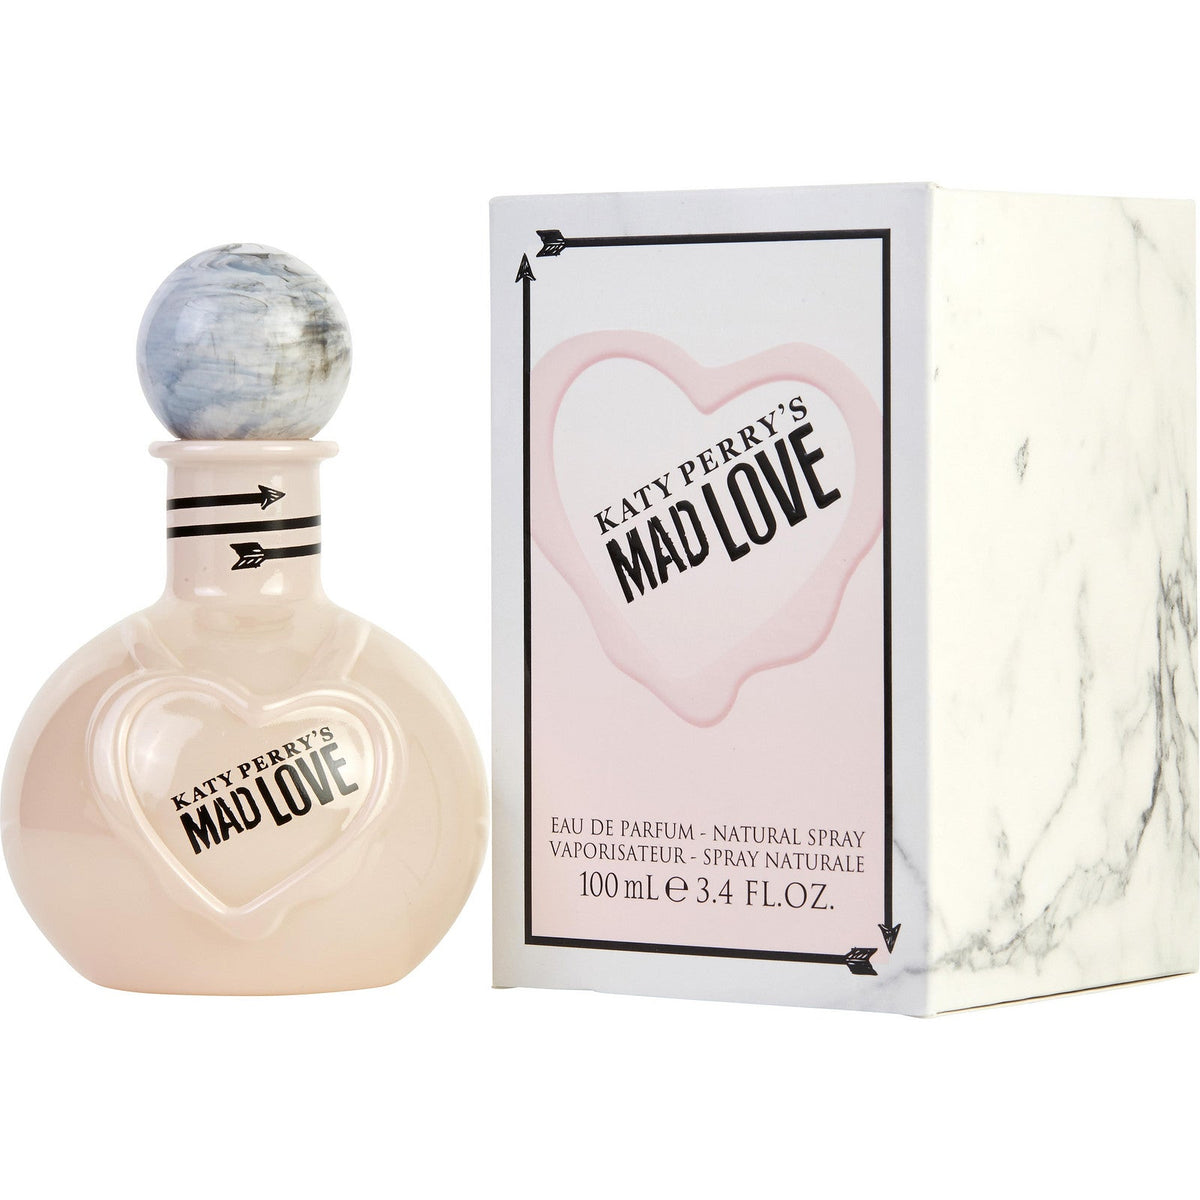 KATY PERRY'S
MAD LOVE
KATY PERRY'S
MAD LOVE
EAU DE PARFUM - NATURAL SPRAY
VAPORISATEUR - SPRAY NATURALE
100 mL ℮ 3.4 FL.OZ.